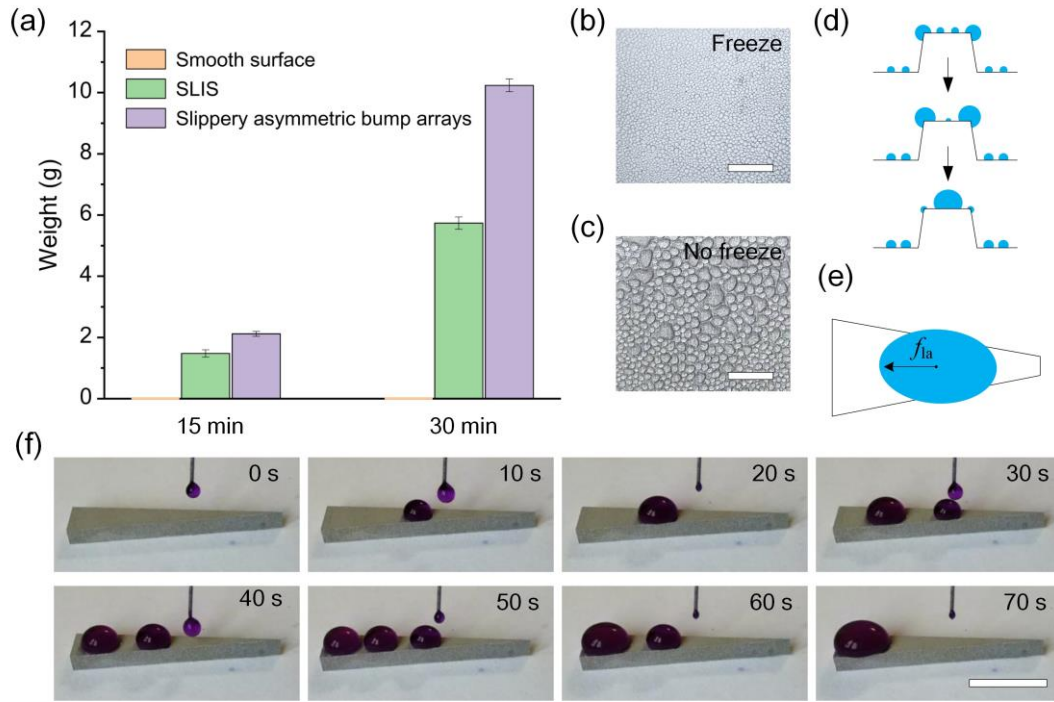 (a)
12
10
8
6
4
2
0
Weight (g)
Smooth surface
SLIS
Slippery asymmetric bump arrays
15 min
30 min
(b)
Freeze
(c)
No freeze
(d)
(e)
fla
(f)
0 s
10 s
20 s
30 s
40 s
50 s
60 s
70 s